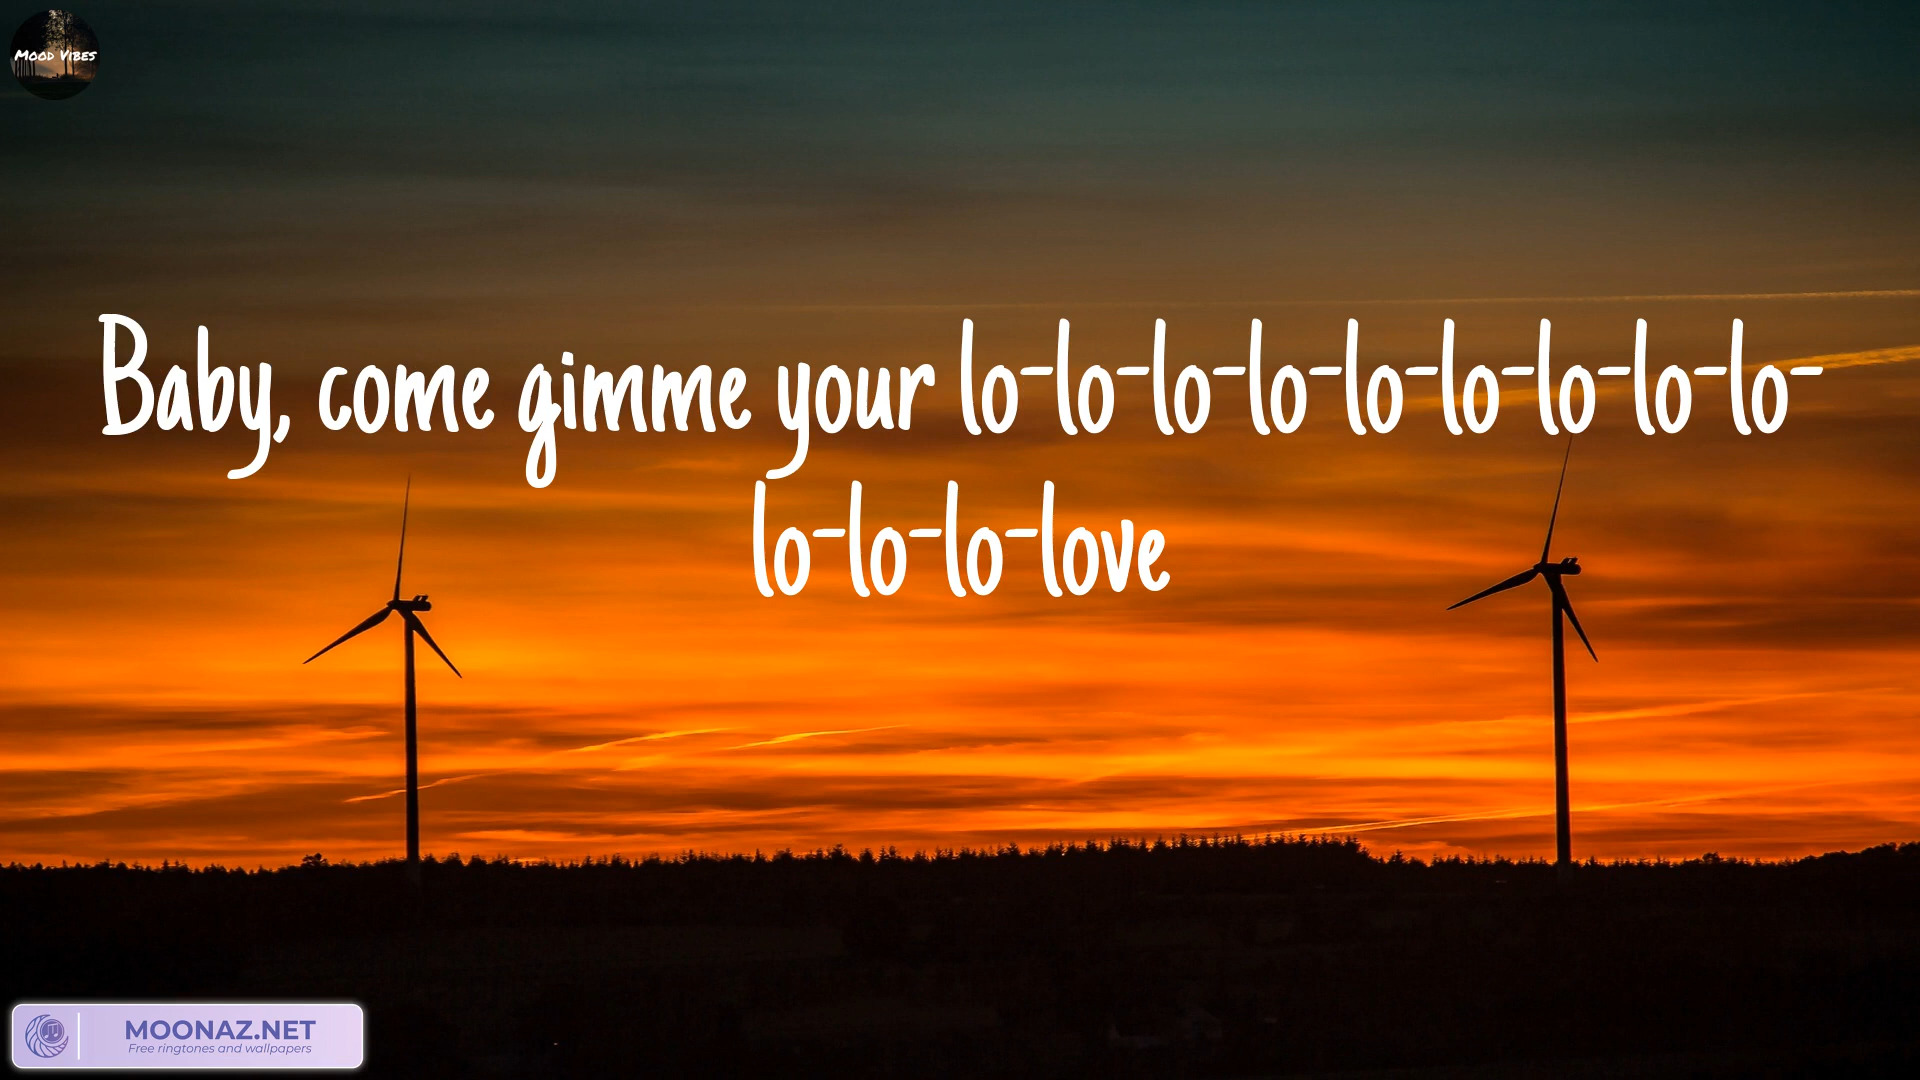 Mood Vibes
Baby, come gimme your lo-lo-lo-lo-lo-lo-lo-lo-lo-
lo-lo-lo-love
MOONAZ.NET
Free ringtones and wallpapers